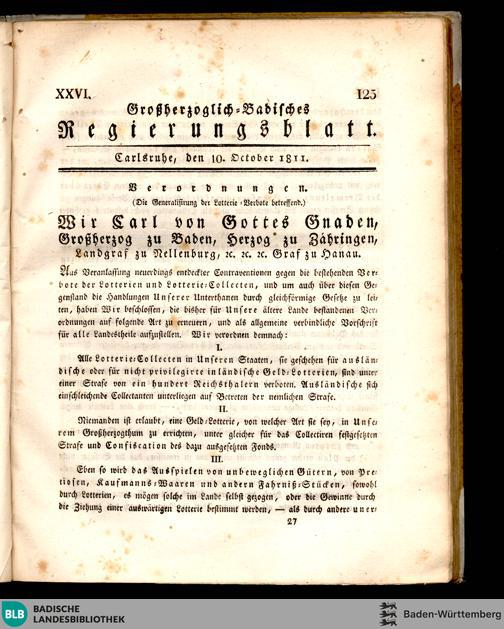 XXVI. 125
Großherzoglich-Badisches
Regierungsblatt.
Carlsruhe, den 10. October 1811.
Verordnungen.
(Die Generalisirung der Lotterie-Verbote betreffend.)
Wir Carl von Gottes Gnaden,
Großherzog zu Baden, Herzog zu Zähringen,
Landgraf zu Nellenburg, ꝛc. ꝛc. ꝛc. Graf zu Hanau.
Aus Veranlassung neuerdings entdeckter Contraventionen gegen die bestehenden Ver-
bote der Lotterien und Lotterie-Collecten, und um auch über diesen Ge-
genstand die Handlungen Unserer Unterthanen durch gleichförmige Gesetze zu lei-
ten, haben Wir beschlossen, die bisher für Unsere ältere Lande bestandenen Ver-
ordnungen auf folgende Art zu erneuern, und als allgemeine verbindliche Vorschrift
für alle Landestheile aufzustellen. Wir verordnen demnach:
I.
Alle Lotterie-Collecten in Unseren Staaten, sie geschehen für auslän-
dische oder für nicht privilegirte inländische Geld-Lotterien, sind unter
einer Strafe von ein hundert Reichsthalern verboten. Ausländische sich
einschleichende Collectanten unterliegen auf Betreten der nemlichen Strafe.
II.
Niemanden ist erlaubt, eine Geld-Lotterie, von welcher Art sie sey, in Unse-
rem Großherzogthum zu errichten, unter gleicher für das Collectiren festgesetzten
Strafe und Confiscation des dazu ausgesetzten Fonds.
III.
Eben so wird das Ausspielen von unbeweglichen Gütern, von Pre-
tiosen, Kaufmanns-Waaren und andern Fahrniß-Stücken, sowohl
durch Lotterien, es mögen solche im Lande selbst gezogen, oder die Gewinnte durch
die Ziehung einer auswärtigen Lotterie bestimmt werden, — als durch andere uner-
27
BLB BADISCHE
LANDESBIBLIOTHEK
Baden-Württemberg